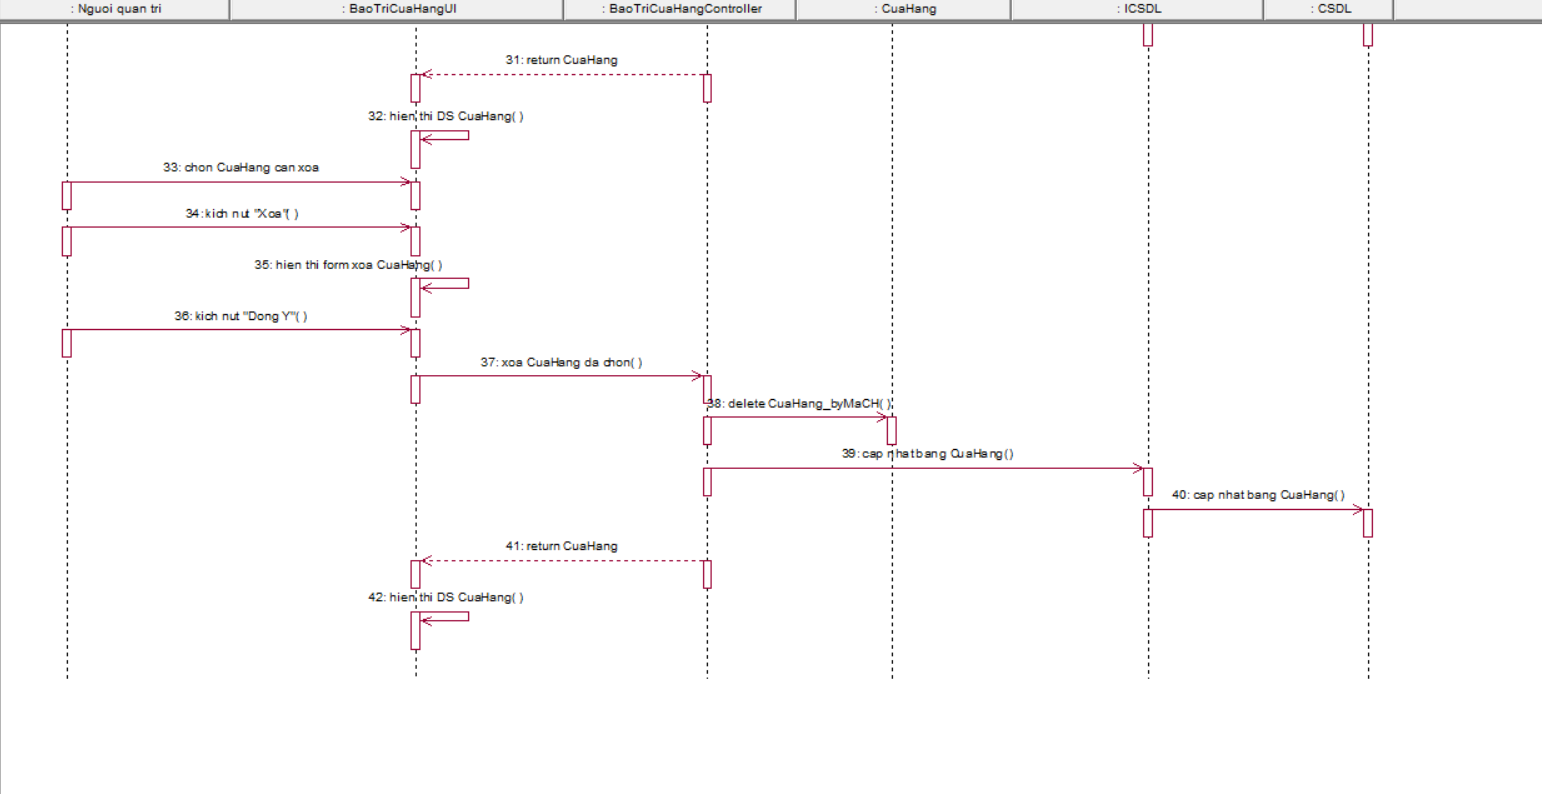 : Nguoi quan tri
: BaoTriCuaHangUI
: BaoTriCuaHangController
: CuaHang
: ICSDL
: CSDL
31: return CuaHang
32: hien thi DS CuaHang( )
33: chon CuaHang can xoa
34: kich nut "Xoa"( )
35: hien thi form xoa CuaHang( )
36: kich nut "Dong Y"( )
37: xoa CuaHang da chon( )
38: delete CuaHang_byMaCH( )
39: cap nhat bang CuaHang()
40: cap nhat bang CuaHang( )
41: return CuaHang
42: hien thi DS CuaHang( )